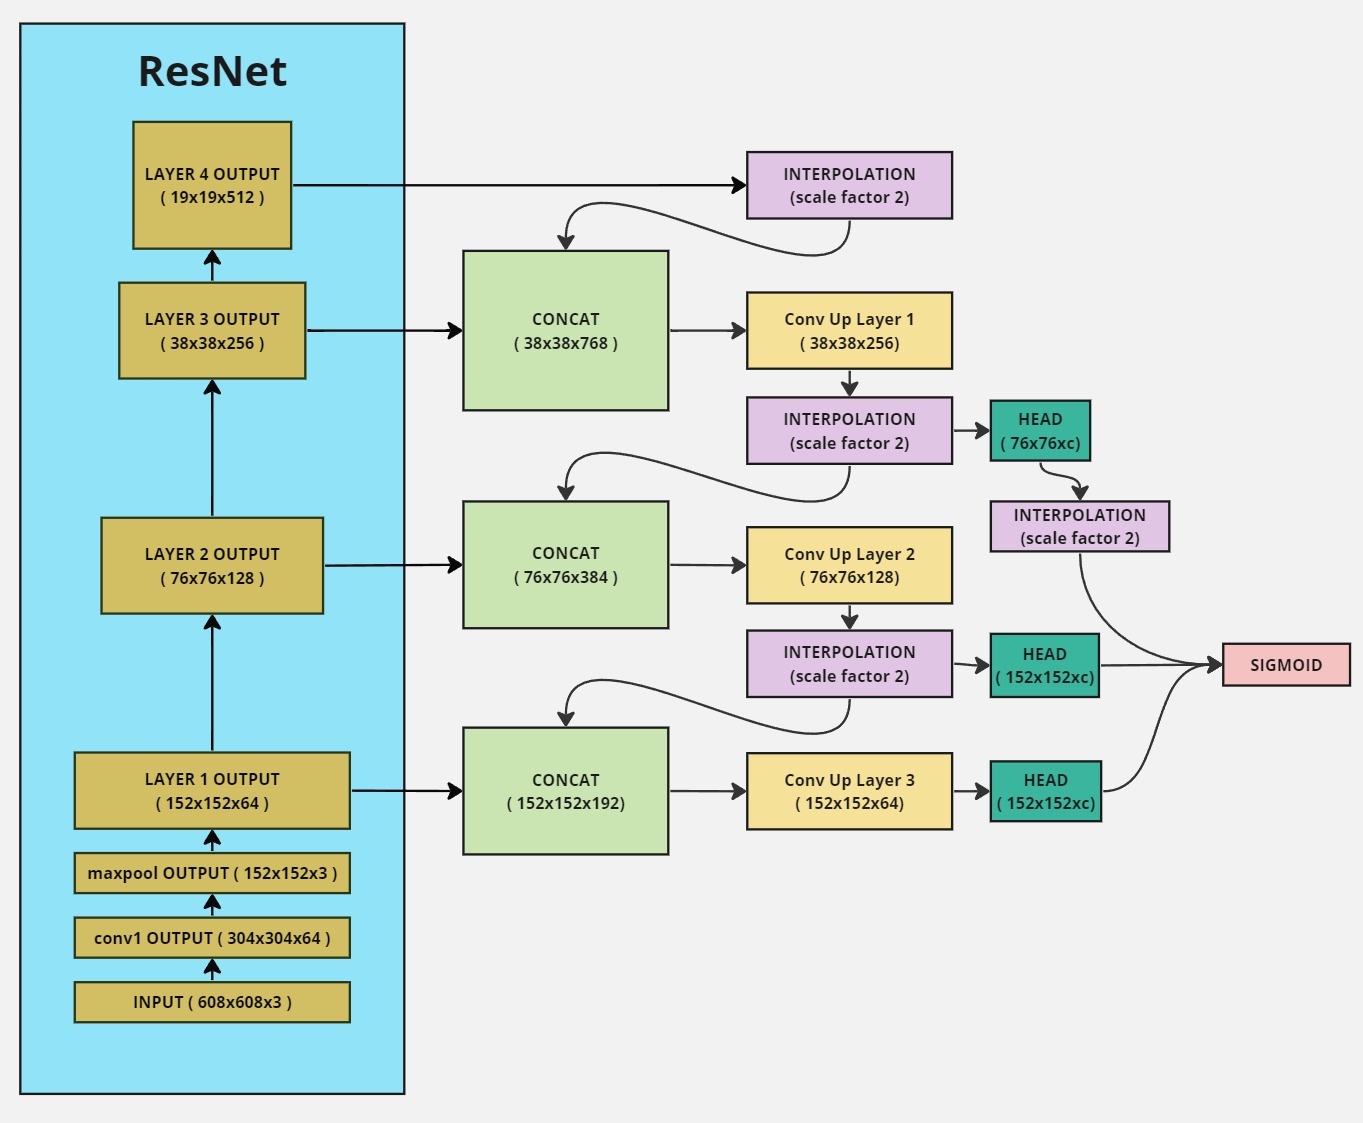 ResNet
LAYER 4 OUTPUT
( 19x19x512 )
LAYER 3 OUTPUT
( 38x38x256 )
LAYER 2 OUTPUT
( 76x76x128 )
LAYER 1 OUTPUT
( 152x152x64 )
maxpool OUTPUT ( 152x152x3 )
conv1 OUTPUT ( 304x304x64 )
INPUT ( 608x608x3 )
INTERPOLATION
(scale factor 2)
CONCAT
( 38x38x768 )
Conv Up Layer 1
( 38x38x256)
INTERPOLATION
(scale factor 2)
HEAD
( 76x76xc)
INTERPOLATION
(scale factor 2)
CONCAT
( 76x76x384 )
Conv Up Layer 2
( 76x76x128)
INTERPOLATION
(scale factor 2)
HEAD
( 152x152xc)
SIGMOID
CONCAT
( 152x152x192)
Conv Up Layer 3
( 152x152x64)
HEAD
( 152x152xc)